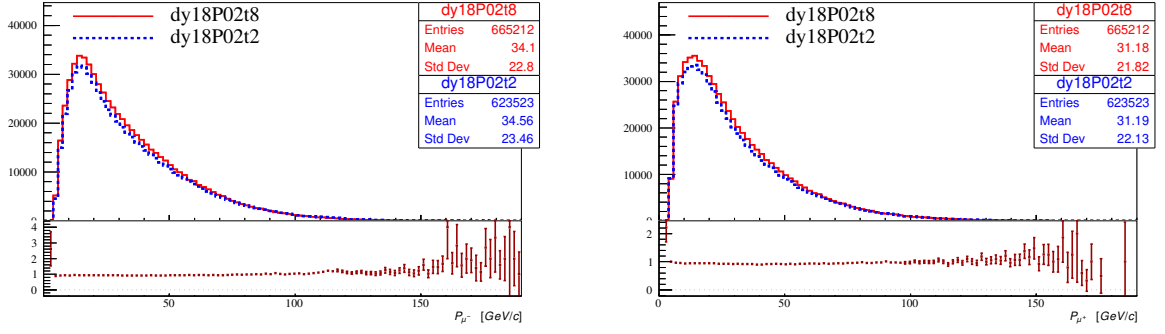 dy18P02t8
dy18P02t2
dy18P02t8
Entries 665212
Mean 34.1
Std Dev 22.8
dy18P02t2
Entries 623523
Mean 34.56
Std Dev 23.46
40000
30000
20000
10000
0
4
3
2
1
0
50
100
150
Pμ- [GeV/c]
dy18P02t8
dy18P02t2
dy18P02t8
Entries 665212
Mean 31.18
Std Dev 21.82
dy18P02t2
Entries 623523
Mean 31.19
Std Dev 22.13
40000
30000
20000
10000
0
2
1
0
0
50
100
150
Pμ+ [GeV/c]